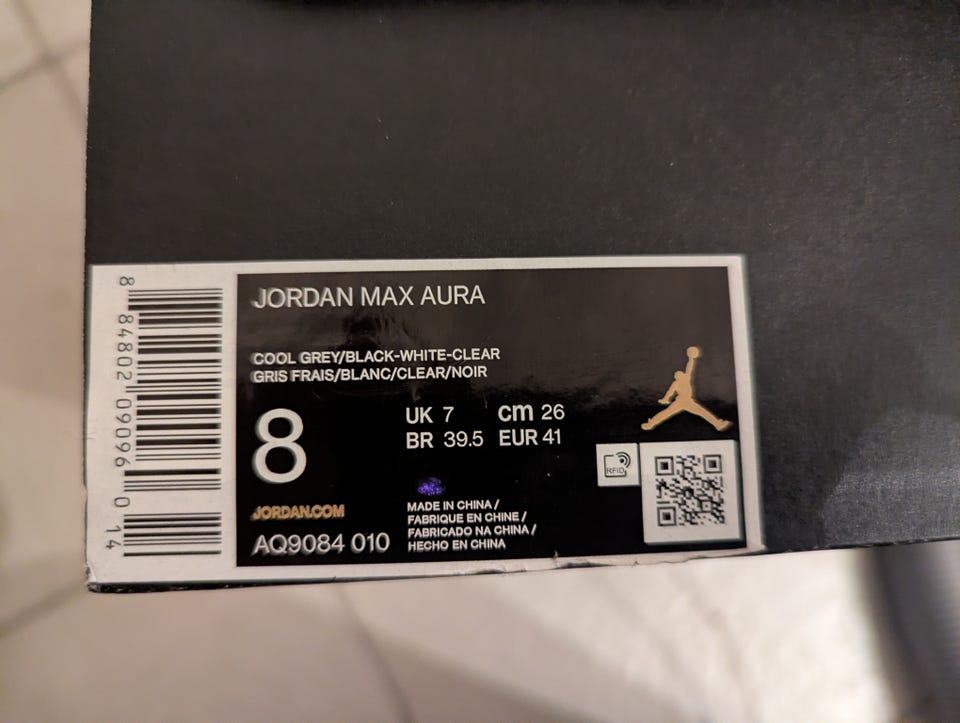 JORDAN MAX AURA
COOL GREY/BLACK-WHITE-CLEAR
GRIS FRAIS/BLANC/CLEAR/NOIR
8
UK 7 cm 26
BR 39.5 EUR 41
RFID
JORDAN.COM
AQ9084 010
MADE IN CHINA /
FABRIQUE EN CHINE /
FABRICADO NA CHINA /
HECHO EN CHINA
8 84802 09096 0 14